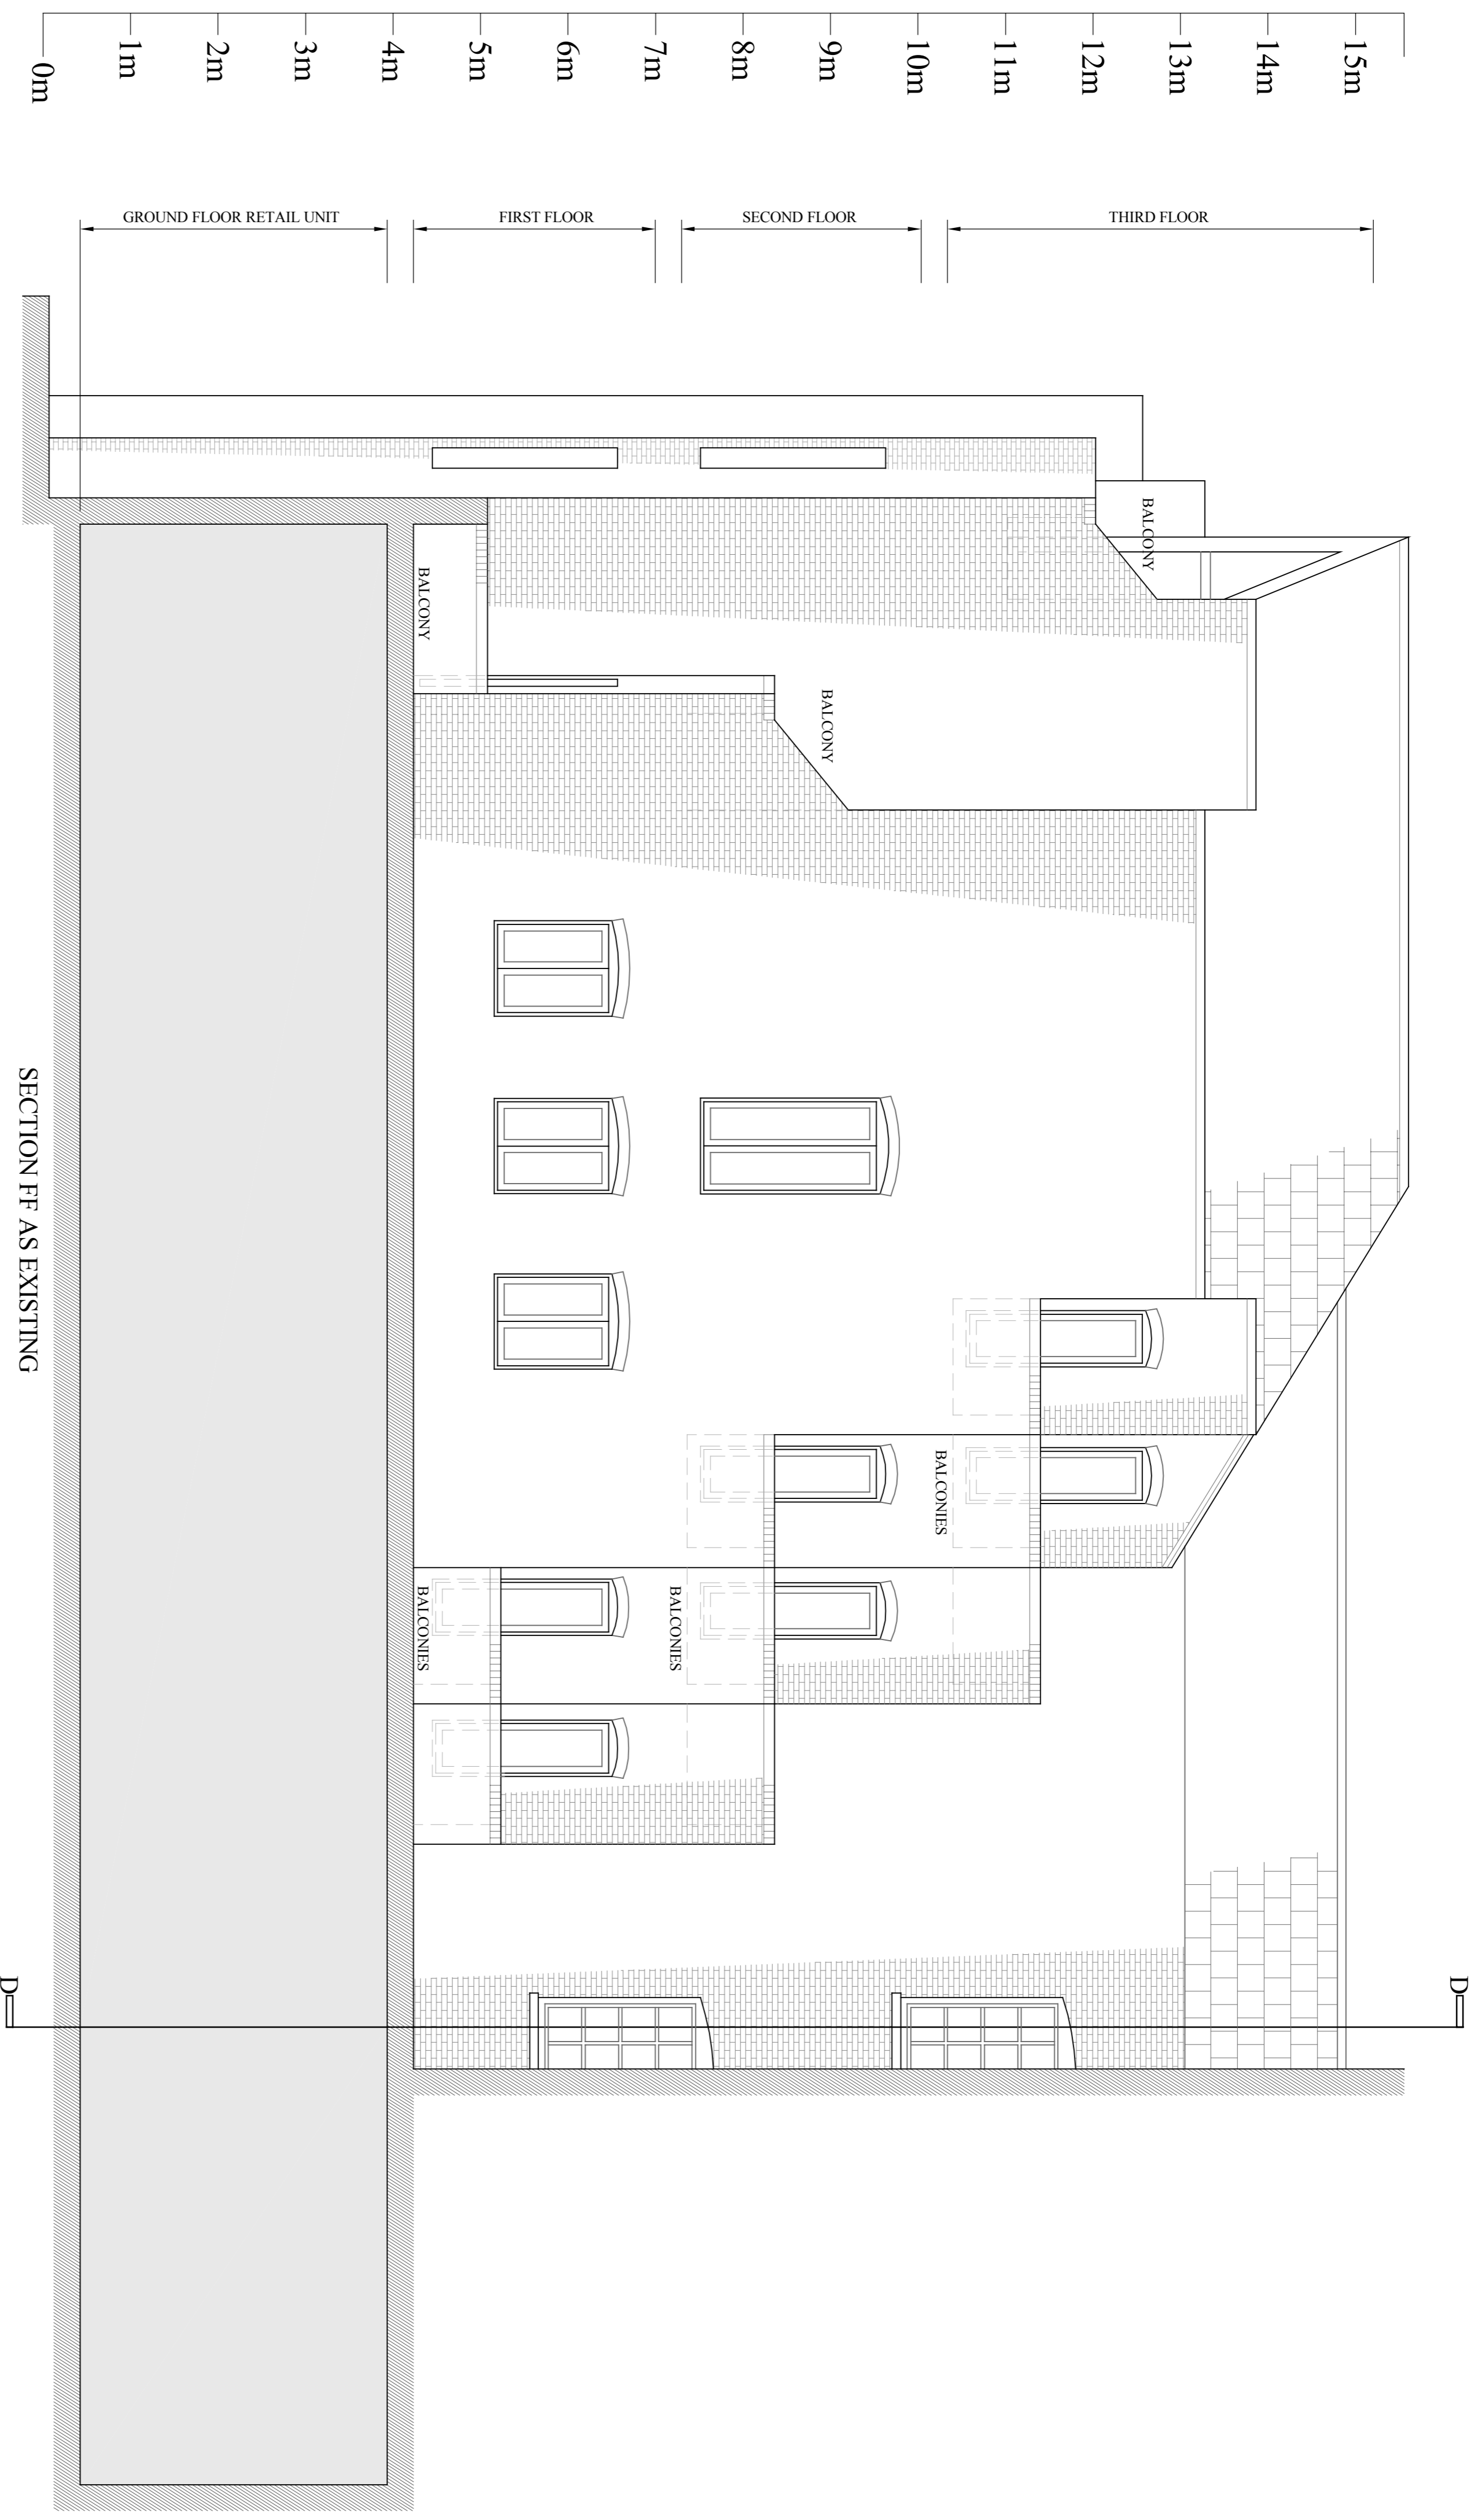 D
D
15m
14m
13m
12m
11m
10m
9m
8m
7m
6m
5m
4m
3m
2m
1m
0m
THIRD FLOOR
SECOND FLOOR
FIRST FLOOR
GROUND FLOOR RETAIL UNIT
BALCONY
BALCONY
BALCONY
BALCONIES
BALCONIES
BALCONIES
SECTION FF AS EXISTING